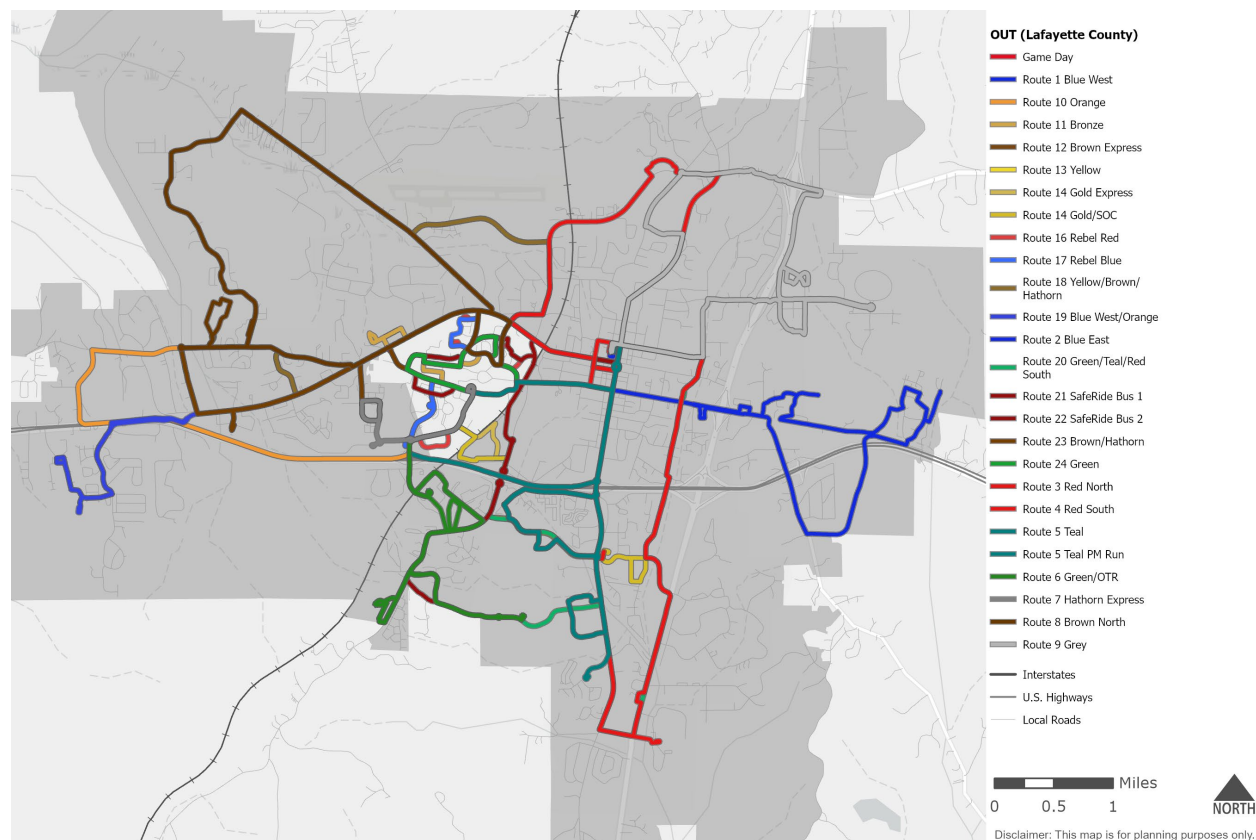 OUT (Lafayette County)
Game Day
Route 1 Blue West
Route 10 Orange
Route 11 Bronze
Route 12 Brown Express
Route 13 Yellow
Route 14 Gold Express
Route 14 Gold/SOC
Route 16 Rebel Red
Route 17 Rebel Blue
Route 18 Yellow/Brown/
Hathorn
Route 19 Blue West/Orange
Route 2 Blue East
Route 20 Green/Teal/Red
South
Route 21 SafeRide Bus 1
Route 22 SafeRide Bus 2
Route 23 Brown/Hathorn
Route 24 Green
Route 3 Red North
Route 4 Red South
Route 5 Teal
Route 5 Teal PM Run
Route 6 Green/OTR
Route 7 Hathorn Express
Route 8 Brown North
Route 9 Grey
Interstates
U.S. Highways
Local Roads
Miles
0 0.5 1
NORTH
Disclaimer: This map is for planning purposes only.